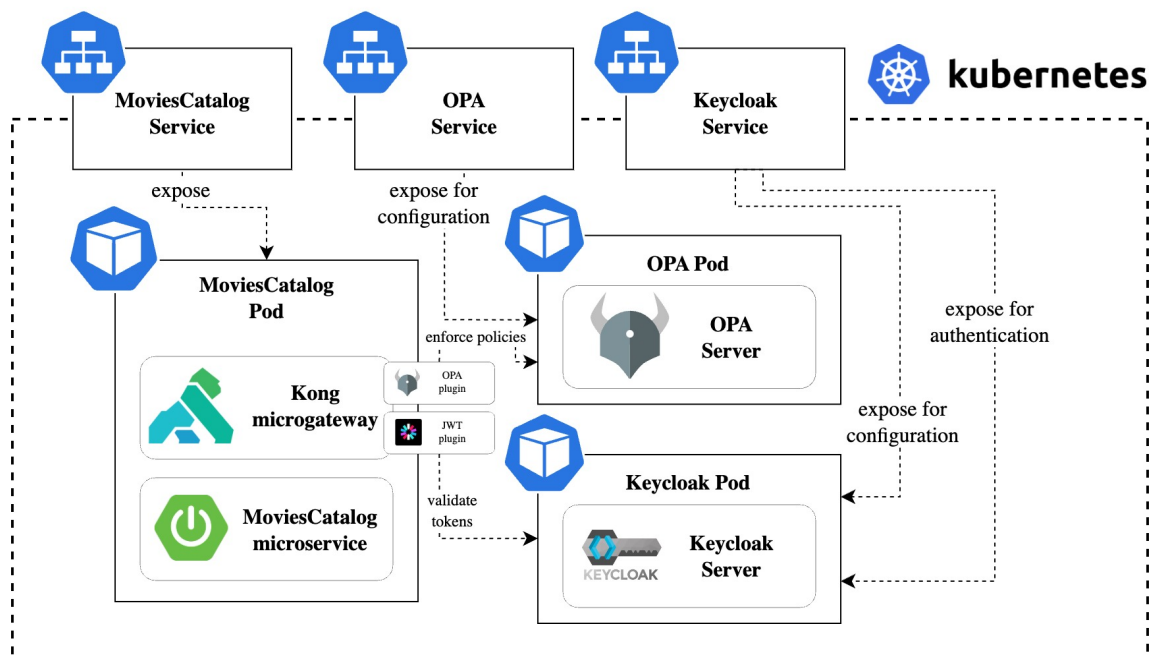 kubernetes
MoviesCatalog
Service
OPA
Service
Keycloak
Service
expose
expose for
configuration
MoviesCatalog
Pod
OPA Pod
OPA
Server
enforce policies
expose for
authentication
Kong
microgateway
OPA
plugin
JWT
plugin
expose for
configuration
validate
tokens
MoviesCatalog
microservice
Keycloak Pod
KEYCLOAK
Keycloak
Server